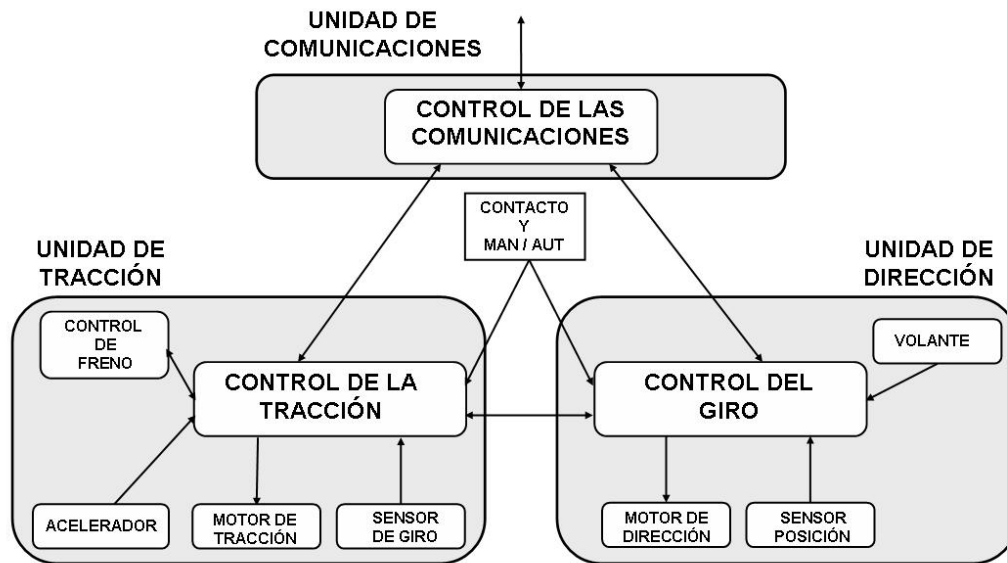 UNIDAD DE
COMUNICACIONES
CONTROL DE LAS
COMUNICACIONES
CONTACTO
Y
MAN / AUT
UNIDAD DE
TRACCIÓN
UNIDAD DE
DIRECCIÓN
CONTROL
DE
FRENO
VOLANTE
CONTROL DE LA
TRACCIÓN
CONTROL DEL
GIRO
ACELERADOR
MOTOR DE
TRACCIÓN
SENSOR
DE GIRO
MOTOR DE
DIRECCIÓN
SENSOR
POSICIÓN